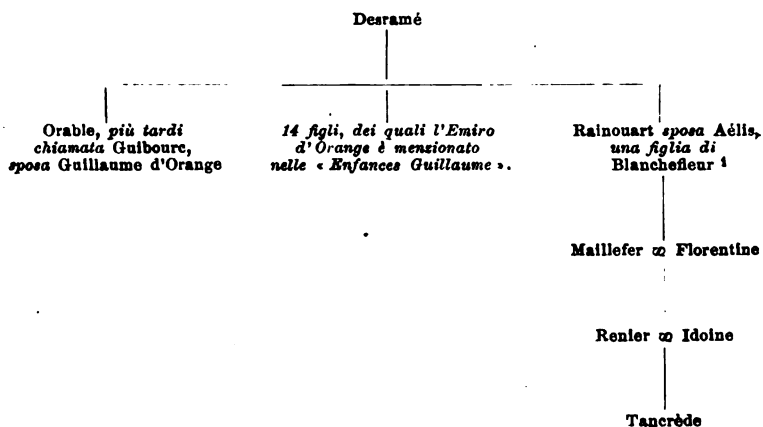 Desramé
Orable, più tardi
chiamata Guibourc,
sposa Guillaume d'Orange
14 figli, dei quali l'Emiro
d'Orange è menzionato
nelle « Enfances Guillaume ».
Rainouart sposa Aélis,
una figlia di
Blanchefleur ¹
Maillefer ∞ Florentine
Renier ∞ Idoine
Tancrède